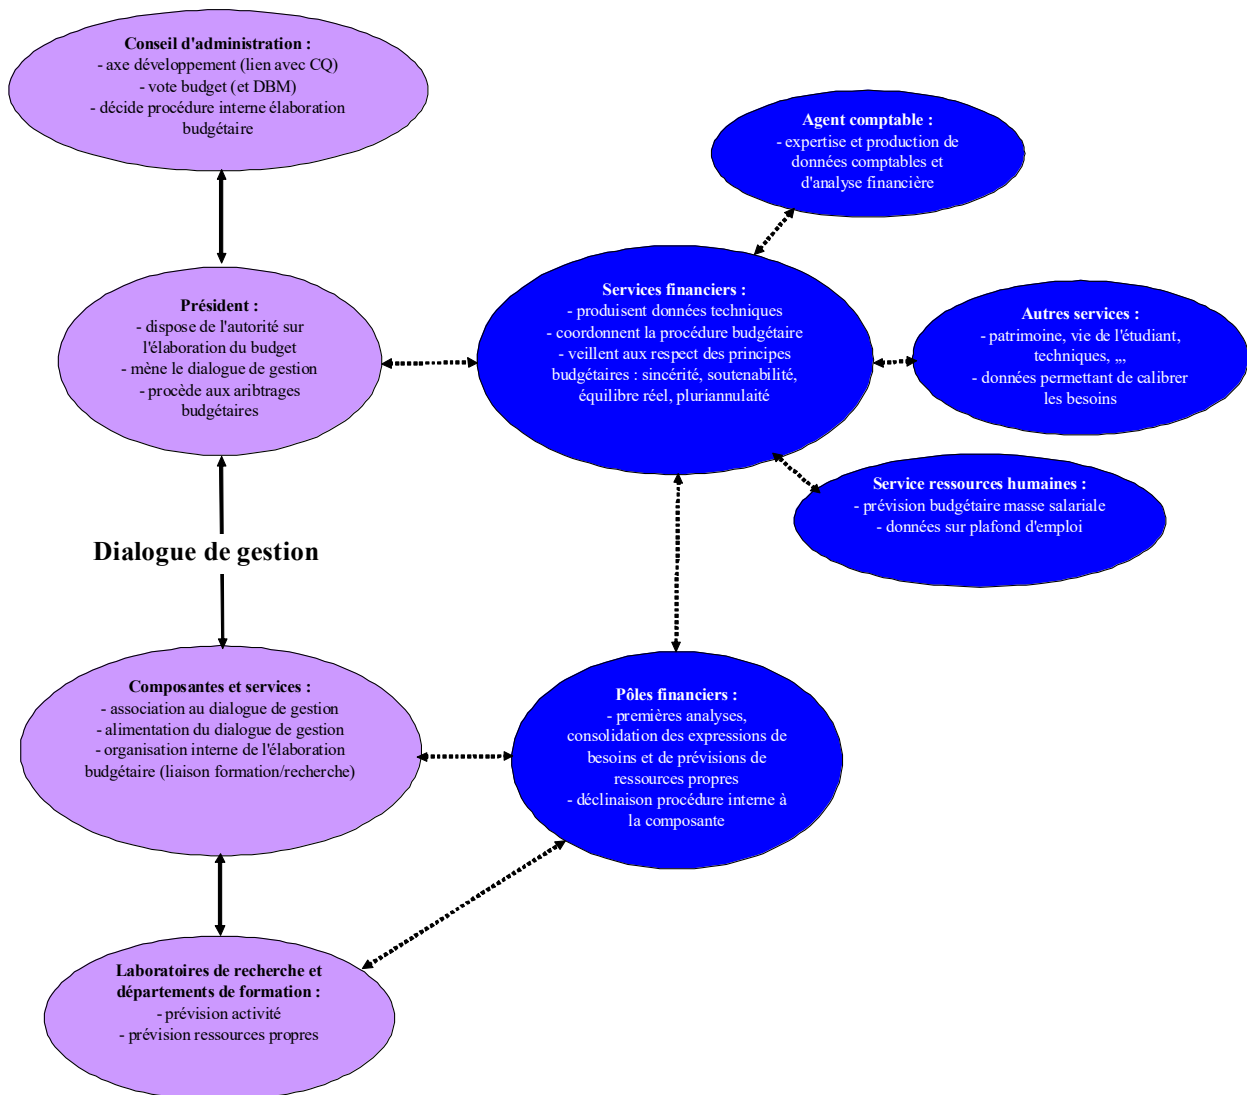 Conseil d'administration :
- axe développement (lien avec CQ)
- vote budget (et DBM)
- décide procédure interne élaboration
budgétaire
Agent comptable :
- expertise et production de
données comptables et
d'analyse financière
Président :
- dispose de l'autorité sur
l'élaboration du budget
- mène le dialogue de gestion
- procède aux aribtrages
budgétaires
Services financiers :
- produisent données techniques
- coordonnent la procédure budgétaire
- veillent aux respect des principes
budgétaires : sincérité, soutenabilité,
équilibre réel, pluriannulaité
Autres services :
- patrimoine, vie de l'étudiant,
techniques, ,,,
- données permettant de calibrer
les besoins
Service ressources humaines :
- prévision budgétaire masse salariale
- données sur plafond d'emploi
Dialogue de gestion
Composantes et services :
- association au dialogue de gestion
- alimentation du dialogue de gestion
- organisation interne de l'élaboration
budgétaire (liaison formation/recherche)
Pôles financiers :
- premières analyses,
consolidation des expressions de
besoins et de prévisions de
ressources propres
- déclinaison procédure interne à
la composante
Laboratoires de recherche et
départements de formation :
- prévision activité
- prévision ressources propres